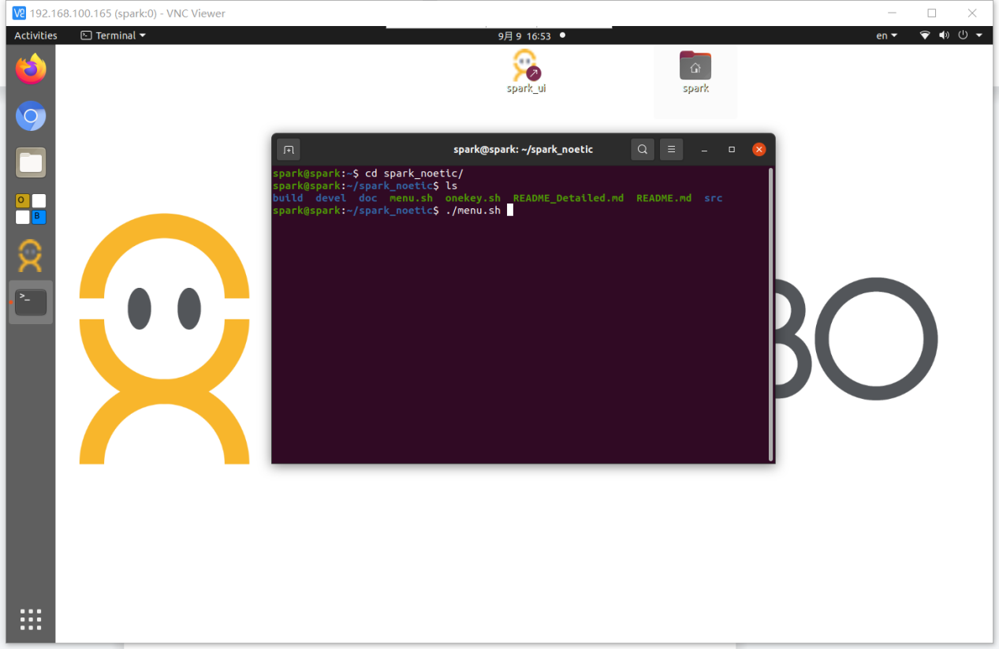 192.168.100.165 (spark:0) - VNC Viewer
Activities Terminal 9月 9 16:53 en
spark_ui spark
spark@spark: ~/spark_noetic
spark@spark:~$ cd spark_noetic/
spark@spark:~/spark_noetic$ ls
build devel doc menu.sh onekey.sh README_Detailed.md README.md src
spark@spark:~/spark_noetic$ ./menu.sh